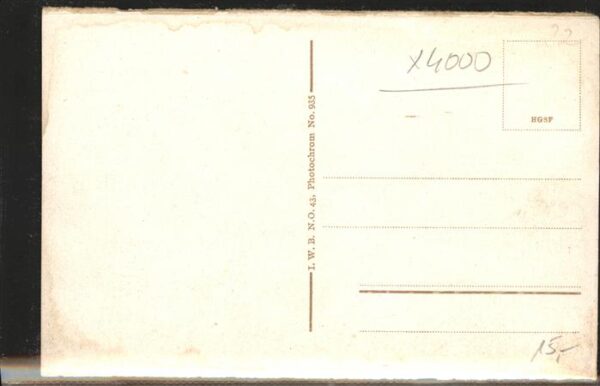 x4000
HGSF
I. W. B. N.O. 43, Photochrom No. 935
15,-